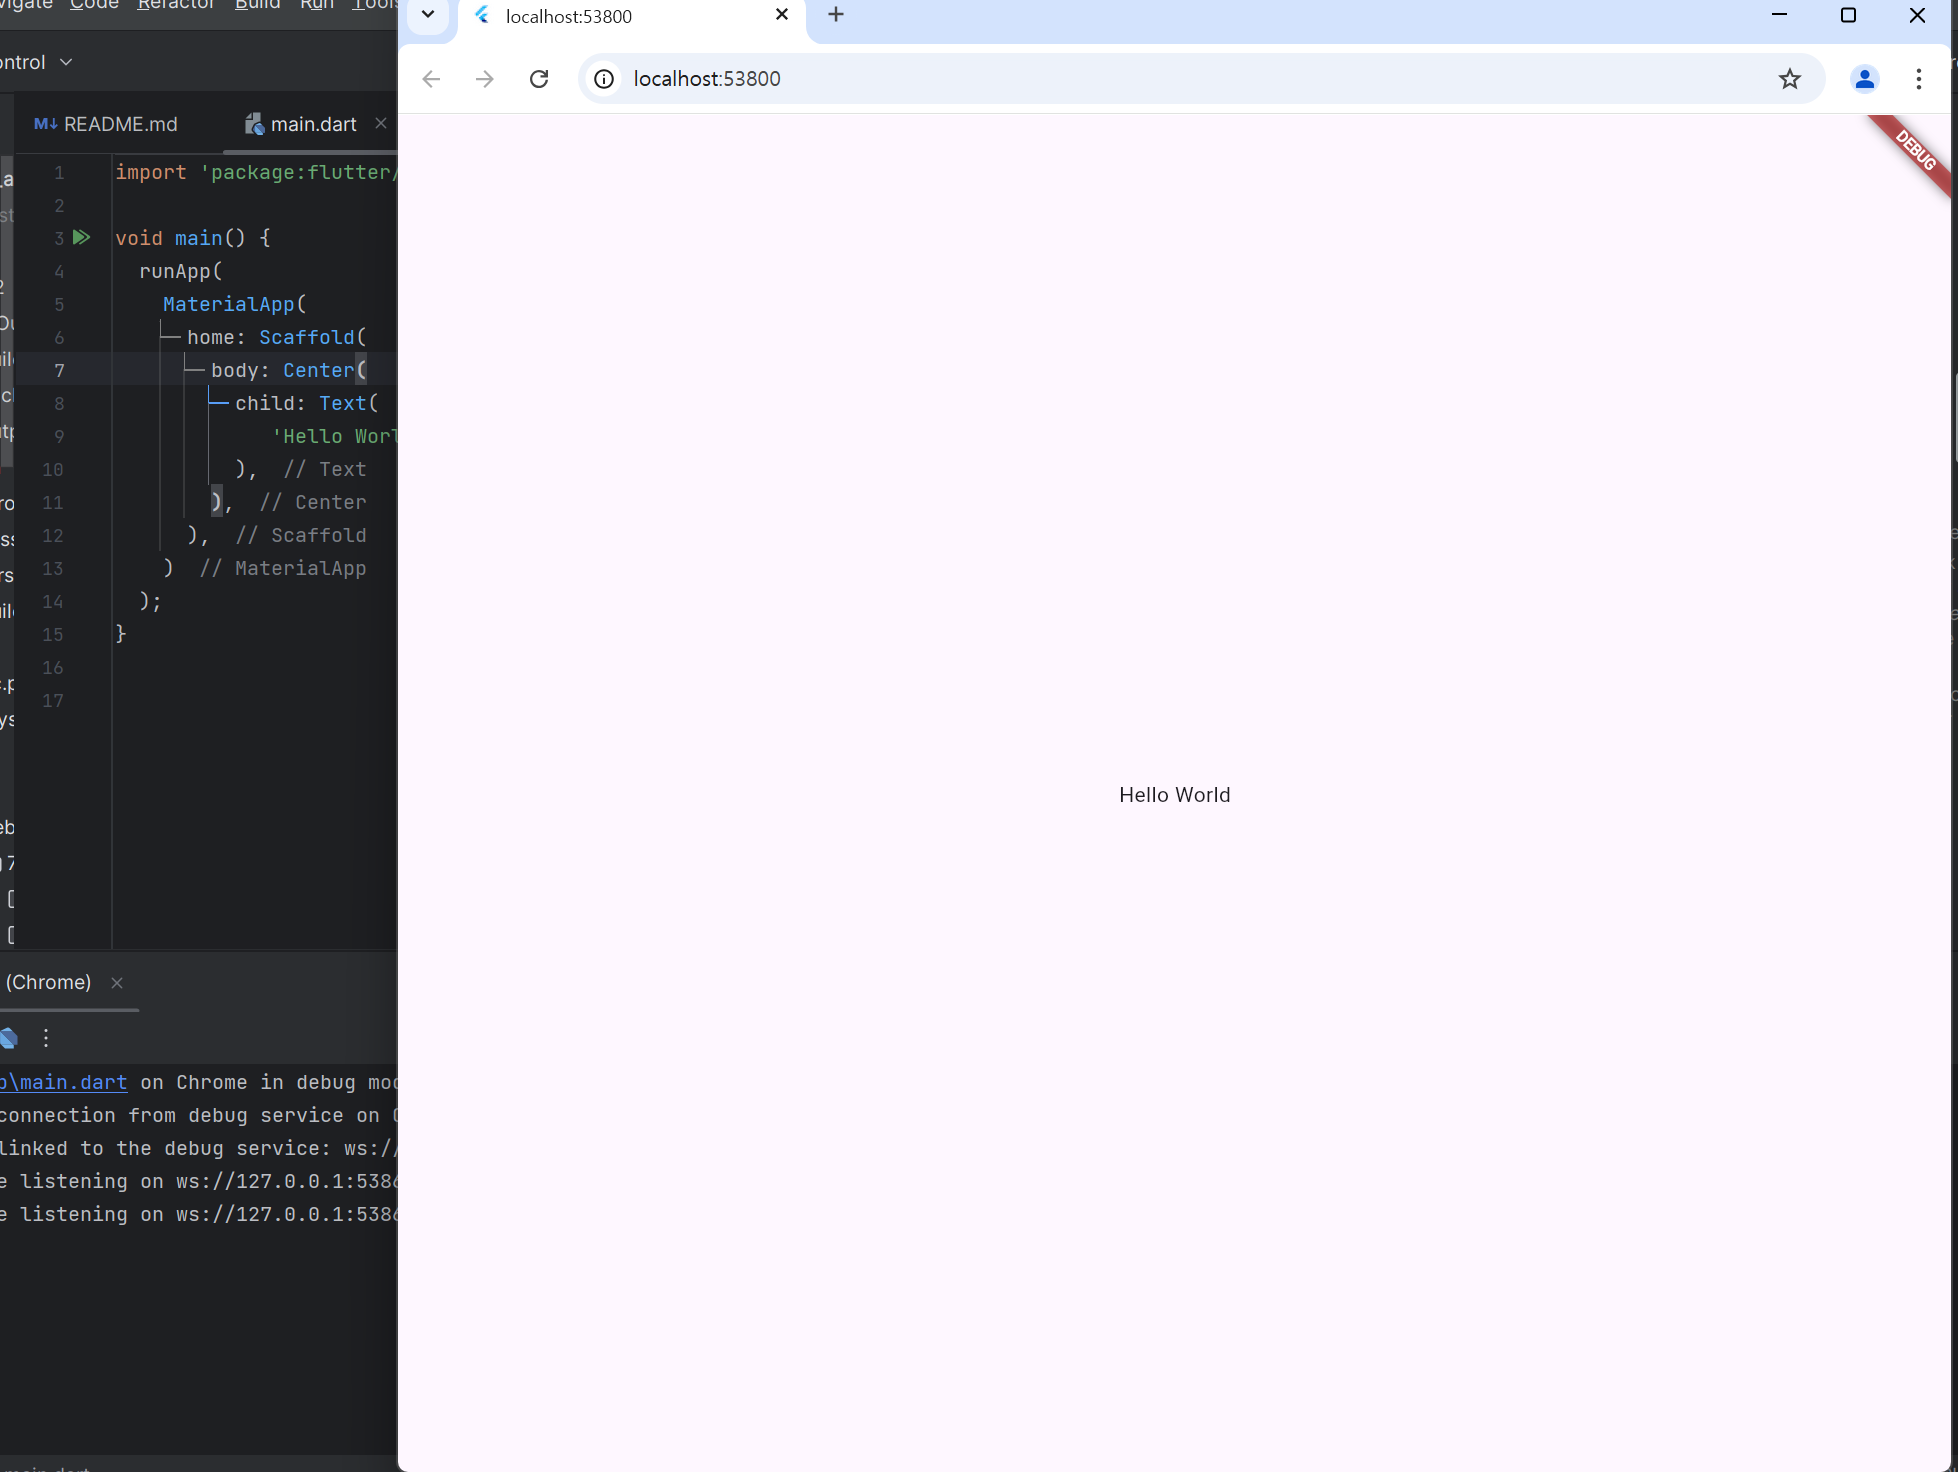 Code Refactor Build Run Tools
ontrol
README.md
main.dart
1 import 'package:flutter/
2
3 void main() {
4 runApp(
5 MaterialApp(
6 home: Scaffold(
7 body: Center(
8 child: Text(
9 'Hello Worl
10 ), // Text
11 ), // Center
12 ), // Scaffold
13 ) // MaterialApp
14 );
15 }
16
17
(Chrome)
\main.dart on Chrome in debug mo
connection from debug service on
linked to the debug service: ws://
e listening on ws://127.0.0.1:538
e listening on ws://127.0.0.1:538
localhost:53800
localhost:53800
DEBUG
Hello World